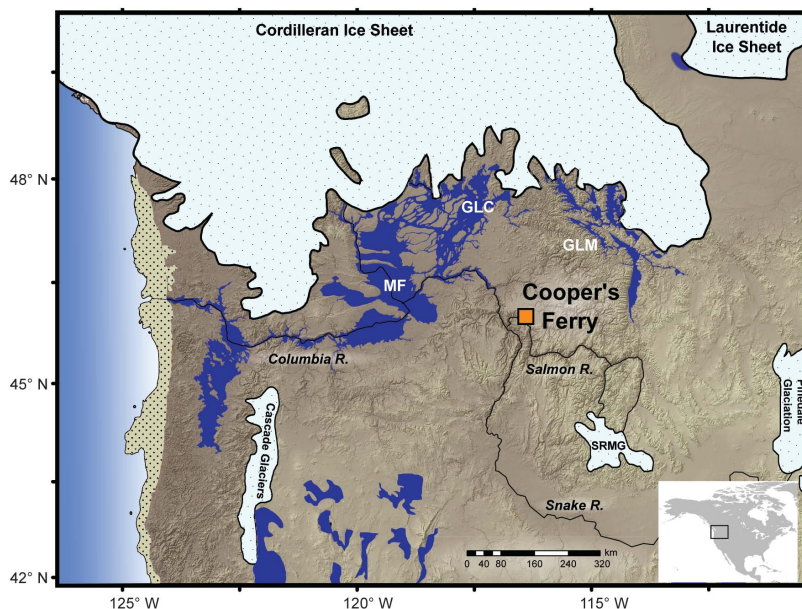 Cordilleran Ice Sheet
Laurentide
Ice Sheet
48° N
GLC
GLM
MF
Cooper's
Ferry
Columbia R.
Salmon R.
45° N
Cascade Glaciers
SRMG
Pinedale
Glaciation
Snake R.
0 40 80 160 240 320
km
42° N
125° W
120° W
115° W